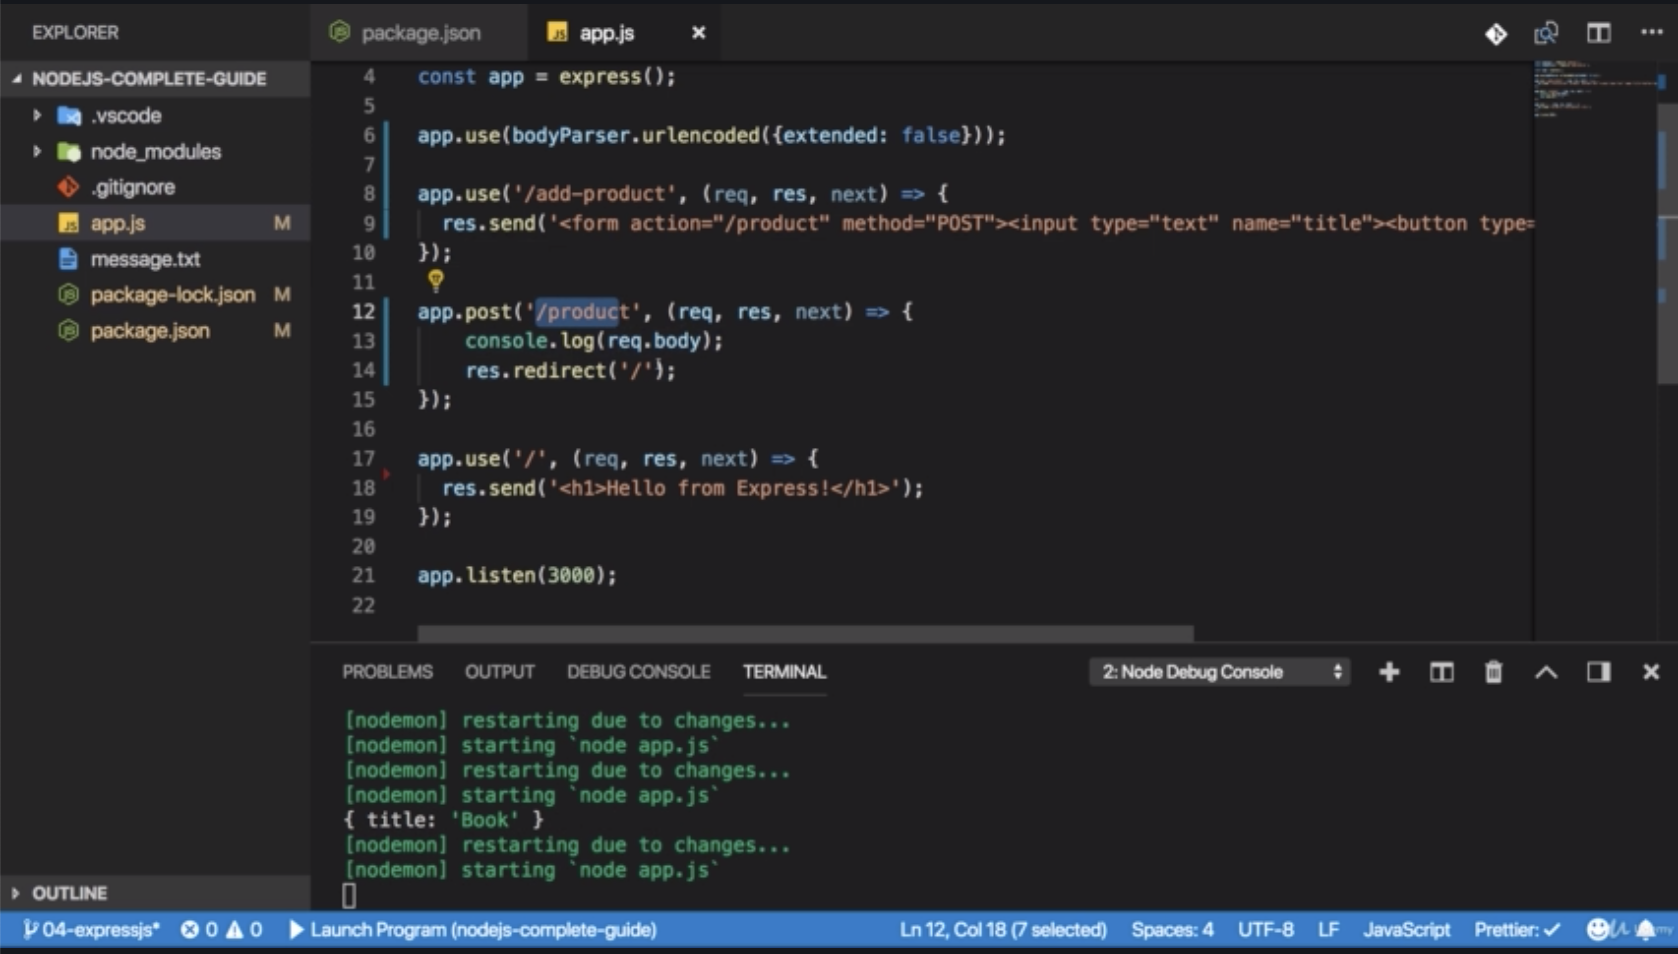 EXPLORER
NODEJS-COMPLETE-GUIDE
.vscode
node_modules
.gitignore
app.js M
message.txt
package-lock.json M
package.json M
OUTLINE
package.json
app.js
4 const app = express();
5
6 app.use(bodyParser.urlencoded({extended: false}));
7
8 app.use('/add-product', (req, res, next) => {
9 res.send('<form action="/product" method="POST"><input type="text" name="title"><button type=
10 });
11
12 app.post('/product', (req, res, next) => {
13 console.log(req.body);
14 res.redirect('/');
15 });
16
17 app.use('/', (req, res, next) => {
18 res.send('<h1>Hello from Express!</h1>');
19 });
20
21 app.listen(3000);
22
PROBLEMS OUTPUT DEBUG CONSOLE TERMINAL 2: Node Debug Console
[nodemon] restarting due to changes...
[nodemon] starting `node app.js`
[nodemon] restarting due to changes...
[nodemon] starting `node app.js`
{ title: 'Book' }
[nodemon] restarting due to changes...
[nodemon] starting `node app.js`
04-expressjs* 0 0 Launch Program (nodejs-complete-guide) Ln 12, Col 18 (7 selected) Spaces: 4 UTF-8 LF JavaScript Prettier: ✓